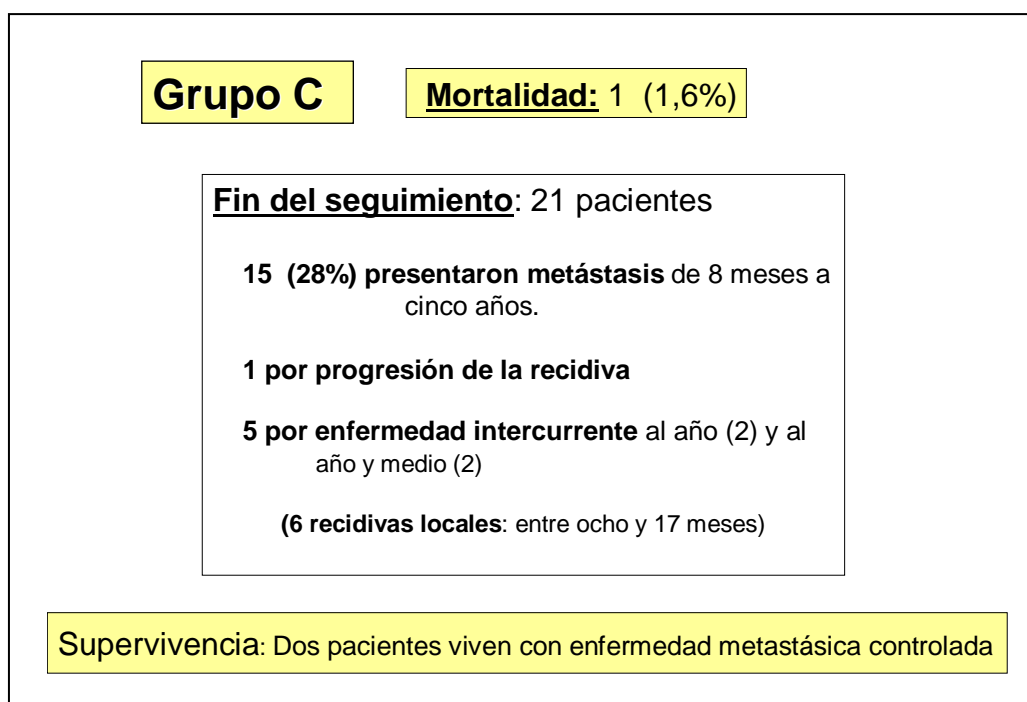 Grupo C
Mortalidad: 1 (1,6%)
Fin del seguimiento: 21 pacientes
15 (28%) presentaron metástasis de 8 meses a
cinco años.
1 por progresión de la recidiva
5 por enfermedad intercurrente al año (2) y al
año y medio (2)
(6 recidivas locales: entre ocho y 17 meses)
Supervivencia: Dos pacientes viven con enfermedad metastásica controlada